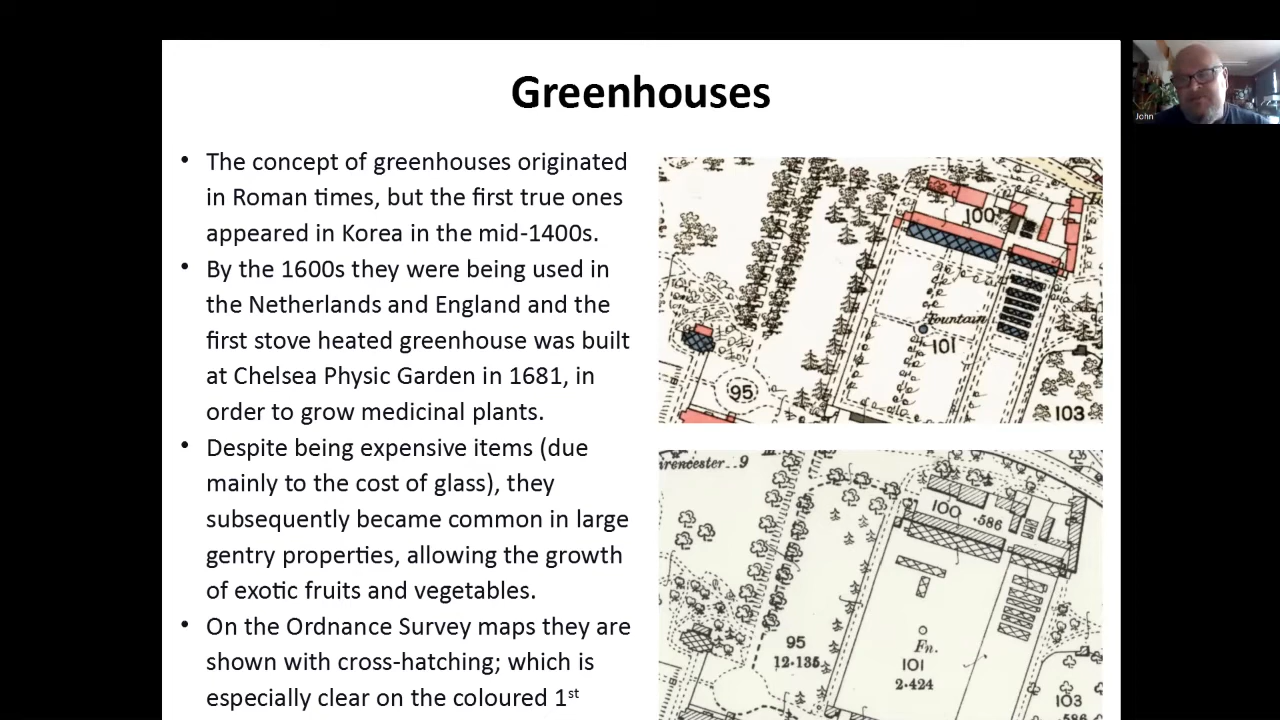 Greenhouses
John
• The concept of greenhouses originated
in Roman times, but the first true ones
appeared in Korea in the mid-1400s.
• By the 1600s they were being used in
the Netherlands and England and the
first stove heated greenhouse was built
at Chelsea Physic Garden in 1681, in
order to grow medicinal plants.
• Despite being expensive items (due
mainly to the cost of glass), they
subsequently became common in large
gentry properties, allowing the growth
of exotic fruits and vegetables.
• On the Ordnance Survey maps they are
shown with cross-hatching; which is
especially clear on the coloured 1st
100
Fountain
101
95
103
irencester 9
100 .586
95
12.135
Fn.
101
2.424
103
.586